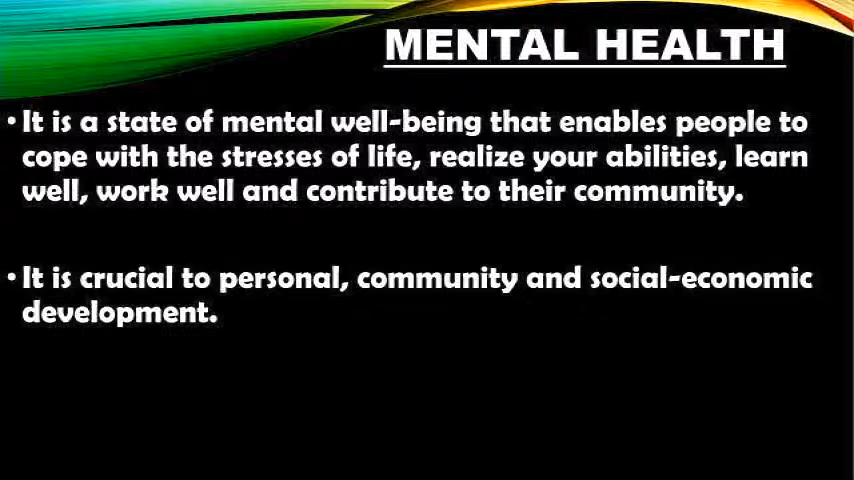 MENTAL HEALTH
• It is a state of mental well-being that enables people to
cope with the stresses of life, realize your abilities, learn
well, work well and contribute to their community.
• It is crucial to personal, community and social-economic
development.